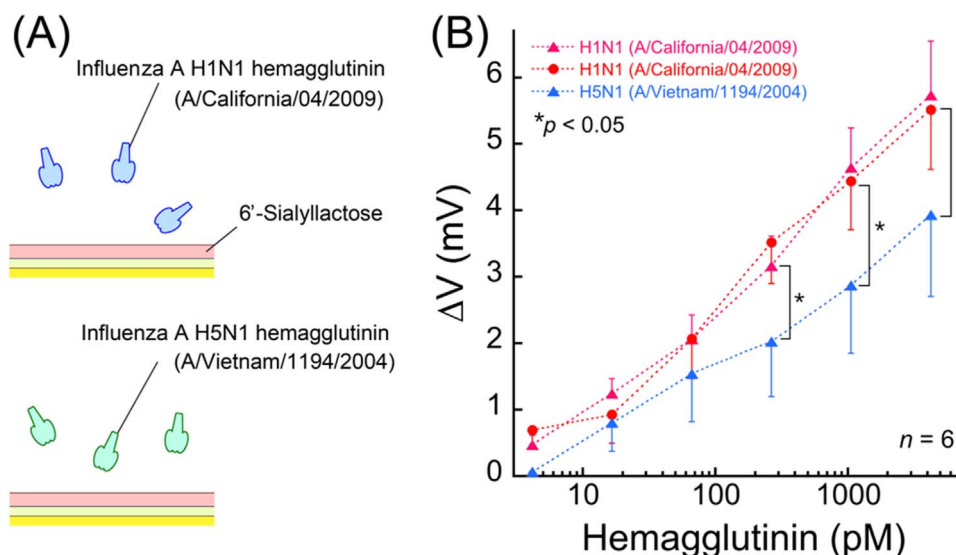 (A)
Influenza A H1N1 hemagglutinin
(A/California/04/2009)
6'-Sialyllactose
Influenza A H5N1 hemagglutinin
(A/Vietnam/1194/2004)
(B)
H1N1 (A/California/04/2009)
H1N1 (A/California/04/2009)
H5N1 (A/Vietnam/1194/2004)
*p < 0.05
6
5
4
3
2
1
0
ΔV (mV)
*
*
n = 6
10
100
1000
Hemagglutinin (pM)